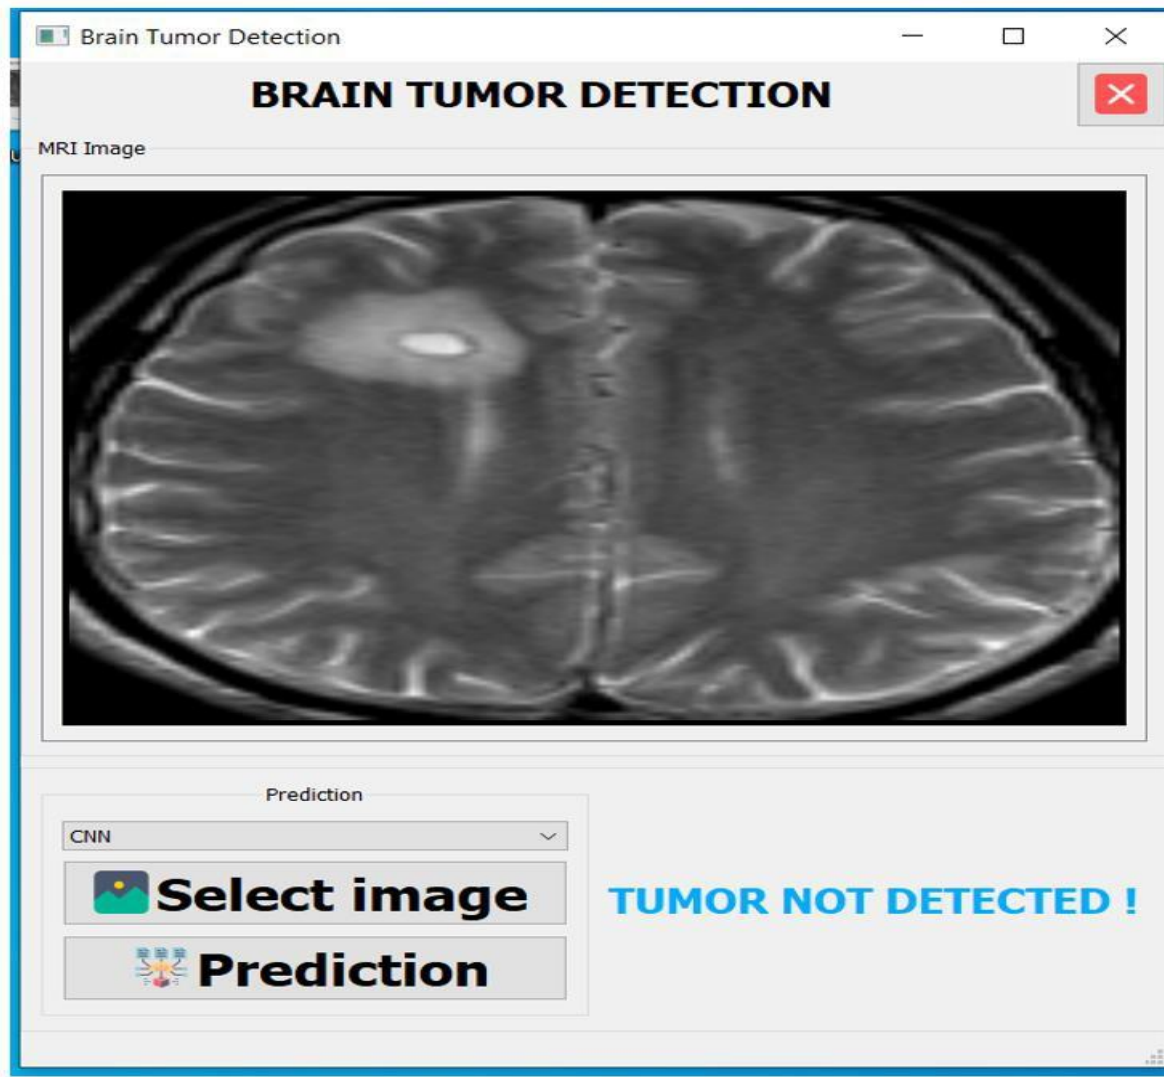 Brain Tumor Detection
BRAIN TUMOR DETECTION
MRI Image
Prediction
CNN
Select image
TUMOR NOT DETECTED !
Prediction